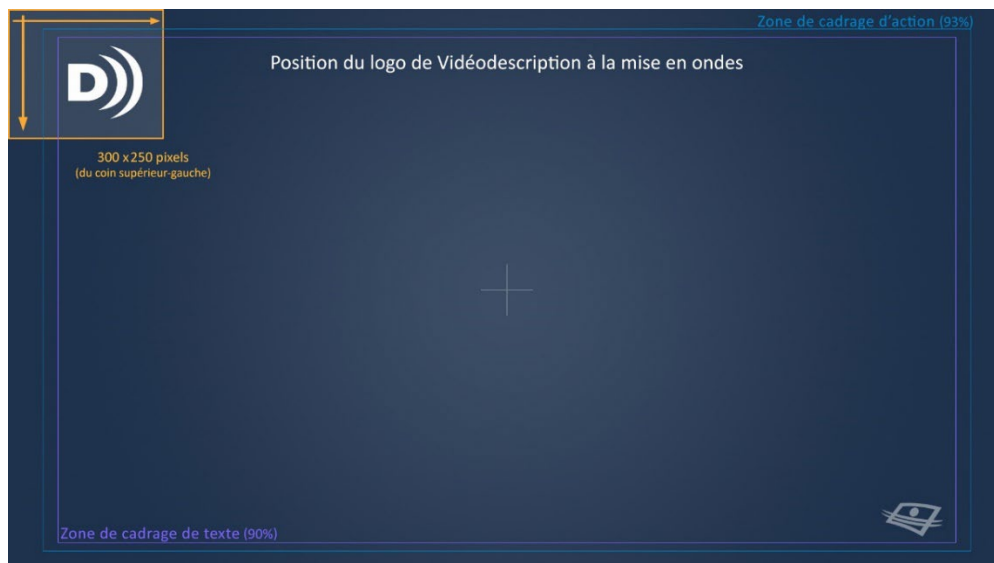 Zone de cadrage d’action (93%)
Position du logo de Vidéodescription à la mise en ondes
D
300 x 250 pixels
(du coin supérieur-gauche)
Zone de cadrage de texte (90%)